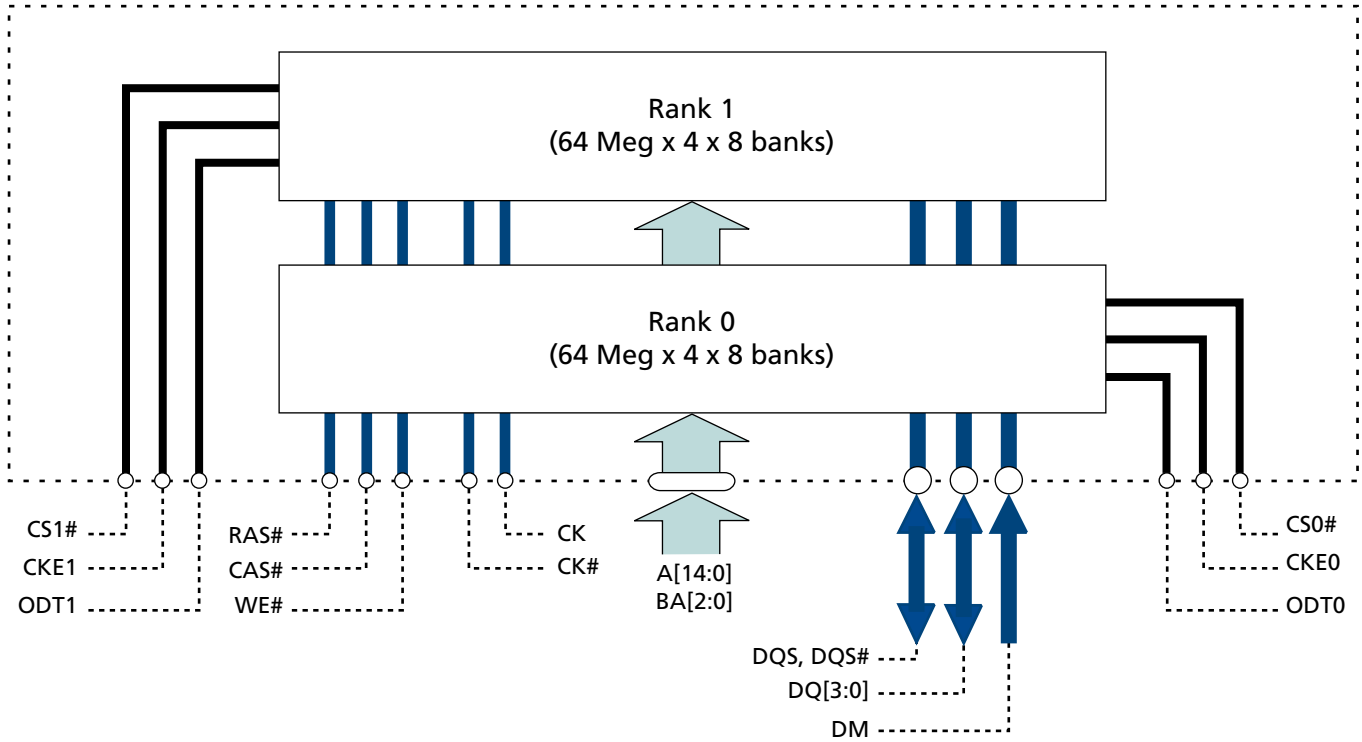 Rank 1
(64 Meg x 4 x 8 banks)
Rank 0
(64 Meg x 4 x 8 banks)
CS1#
CKE1
ODT1
RAS#
CAS#
WE#
CK
CK#
A[14:0]
BA[2:0]
DQS, DQS#
DQ[3:0]
DM
CS0#
CKE0
ODT0